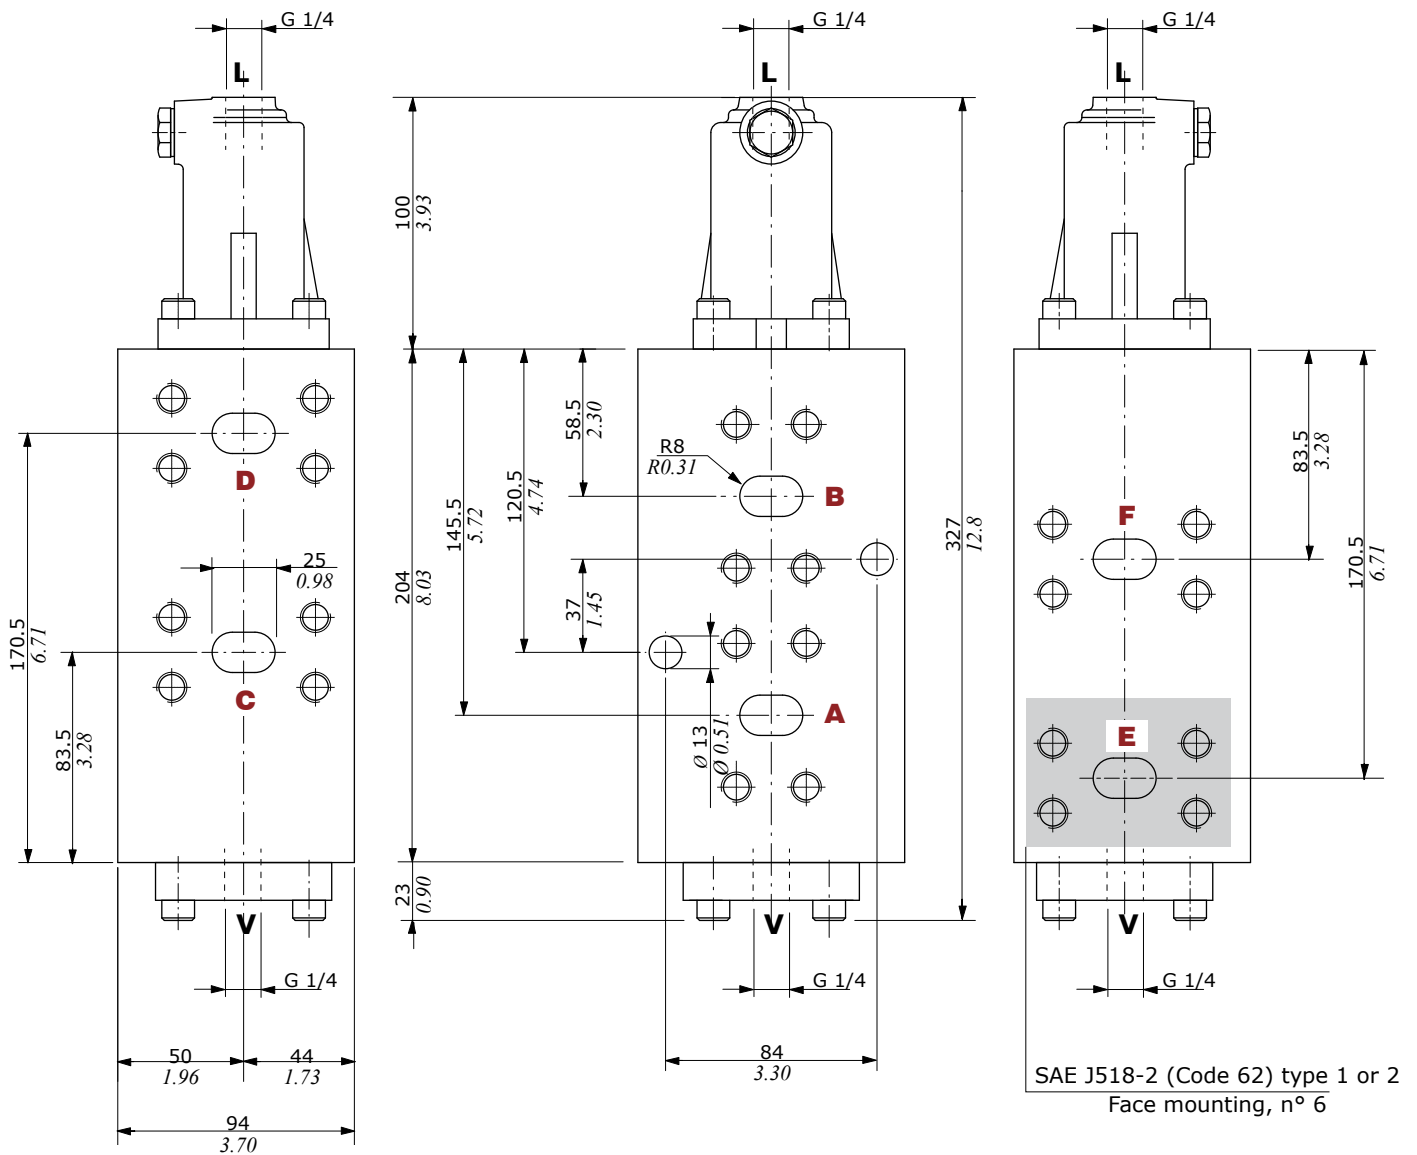 G 1/4
G 1/4
G 1/4
L
L
L
100
3.93
58.5
2.30
R8
R0.31
B
D
120.5
4.74
145.5
5.72
83.5
3.28
F
170.5
6.71
327
12.8
25
0.98
204
8.03
37
1.45
170.5
6.71
C
A
83.5
3.28
Ø 13
Ø 0.51
E
23
0.90
V
V
V
G 1/4
G 1/4
G 1/4
50
1.96
44
1.73
84
3.30
94
3.70
SAE J518-2 (Code 62) type 1 or 2
Face mounting, n° 6